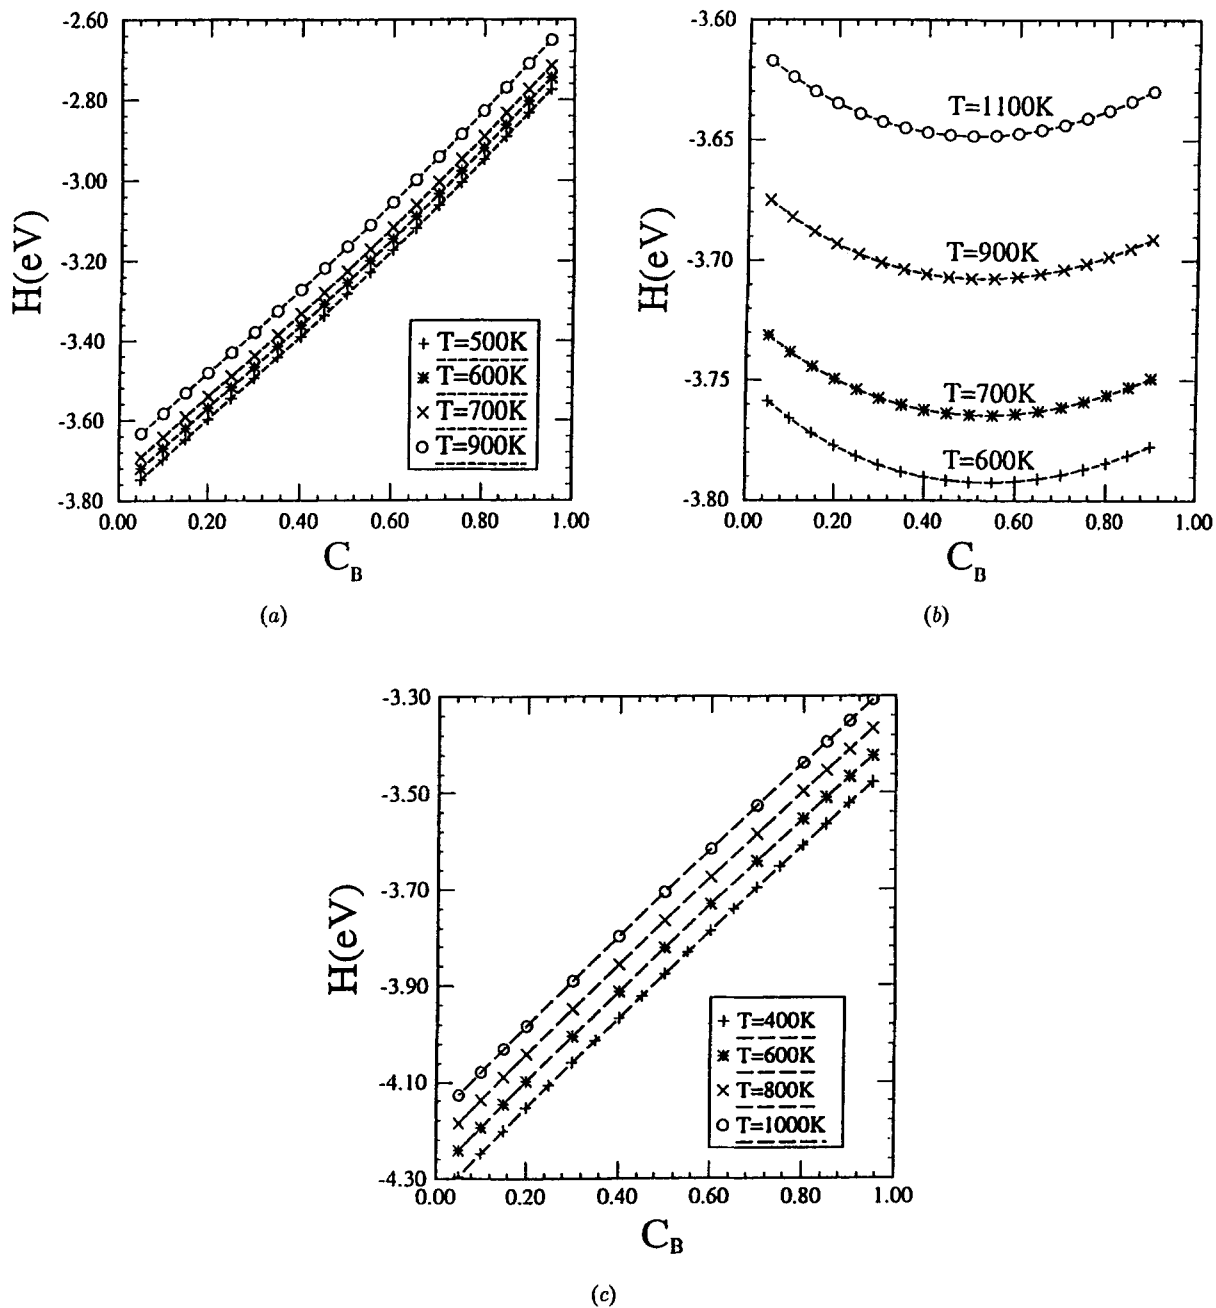 -2.60
-2.80
-3.00
-3.20
-3.40
-3.60
-3.80
H(eV)
T=500K
T=600K
T=700K
T=900K
0.00 0.20 0.40 0.60 0.80 1.00
C_B
(a)
-3.60
-3.65
-3.70
-3.75
-3.80
H(eV)
T=1100K
T=900K
T=700K
T=600K
0.00 0.20 0.40 0.60 0.80 1.00
C_B
(b)
-3.30
-3.50
-3.70
-3.90
-4.10
-4.30
H(eV)
T=400K
T=600K
T=800K
T=1000K
0.00 0.20 0.40 0.60 0.80 1.00
C_B
(c)